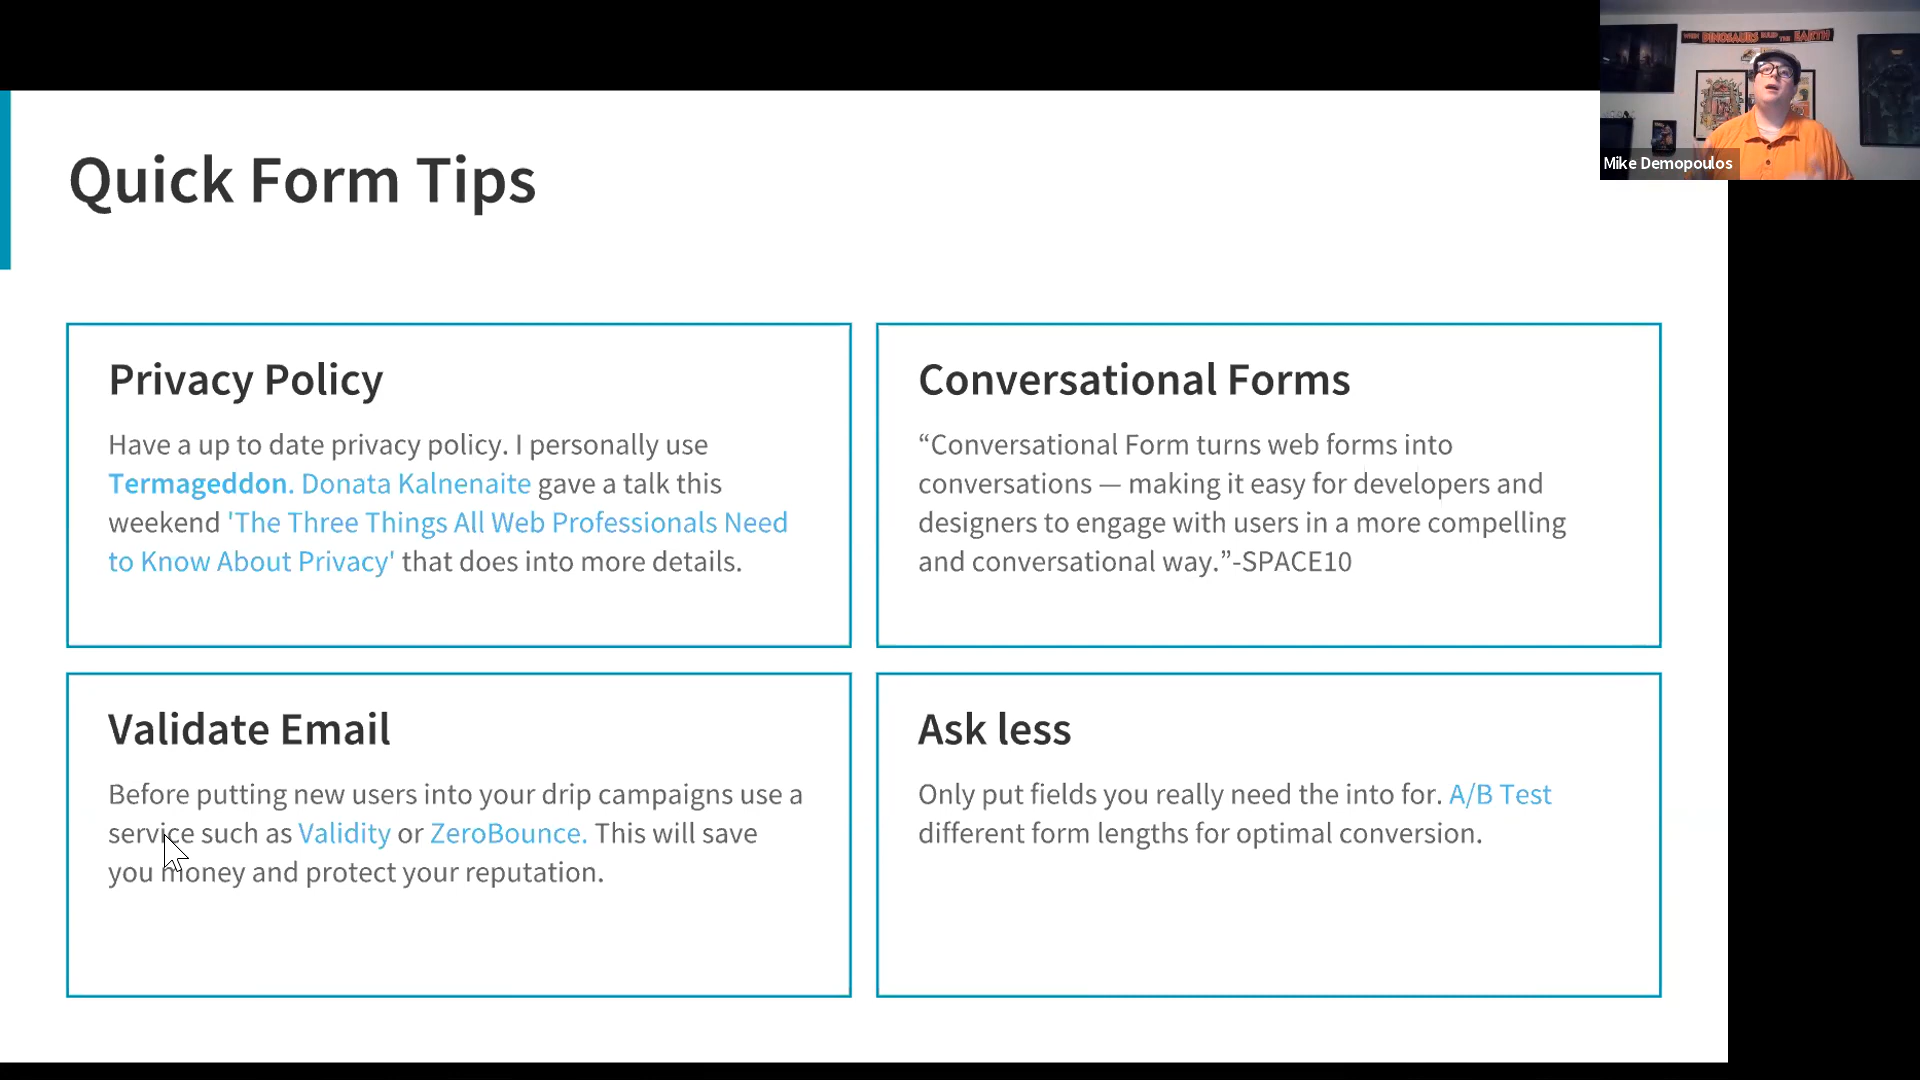 WHEN DINOSAURS RULED THE EARTH
Mike Demopoulos
Quick Form Tips
Privacy Policy
Have a up to date privacy policy. I personally use
Termageddon. Donata Kalnenaite gave a talk this
weekend 'The Three Things All Web Professionals Need
to Know About Privacy' that does into more details.
Conversational Forms
“Conversational Form turns web forms into
conversations — making it easy for developers and
designers to engage with users in a more compelling
and conversational way.”-SPACE10
Validate Email
Before putting new users into your drip campaigns use a
service such as Validity or ZeroBounce. This will save
you money and protect your reputation.
Ask less
Only put fields you really need the into for. A/B Test
different form lengths for optimal conversion.